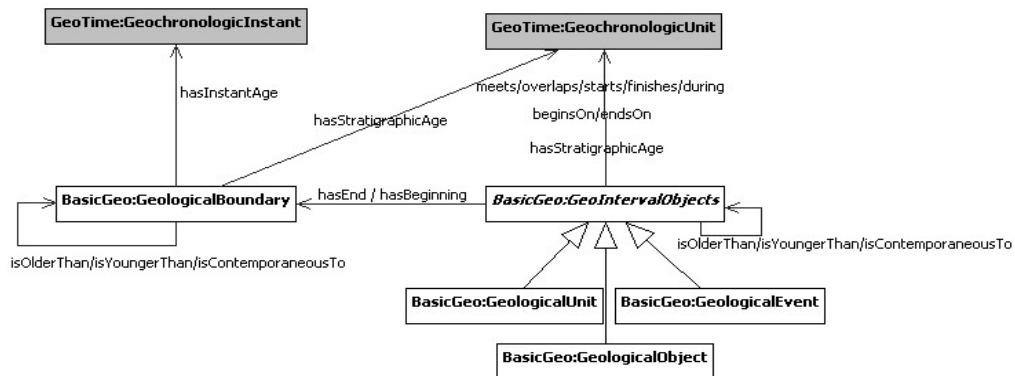 GeoTime:GeochronologicInstant
GeoTime:GeochronologicUnit
hasInstantAge
meets/overlaps/starts/finishes/during
hasStratigraphicAge
beginsOn/endsOn
hasStratigraphicAge
BasicGeo:GeologicalBoundary
hasEnd / hasBeginning
BasicGeo:GeoIntervalObjects
isOlderThan/isYoungerThan/isContemporaneousTo
isOlderThan/isYoungerThan/isContemporaneousTo
BasicGeo:GeologicalUnit
BasicGeo:GeologicalEvent
BasicGeo:GeologicalObject